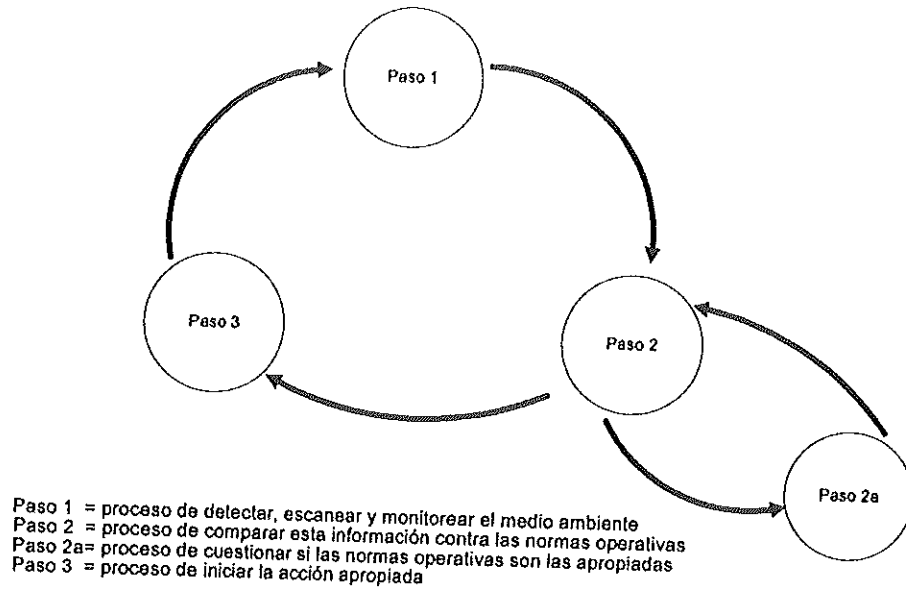 Paso 1
Paso 3
Paso 2
Paso 2a
Paso 1 = proceso de detectar, escanear y monitorear el medio ambiente
Paso 2 = proceso de comparar esta información contra las normas operativas
Paso 2a= proceso de cuestionar si las normas operativas son las apropiadas
Paso 3 = proceso de iniciar la acción apropiada